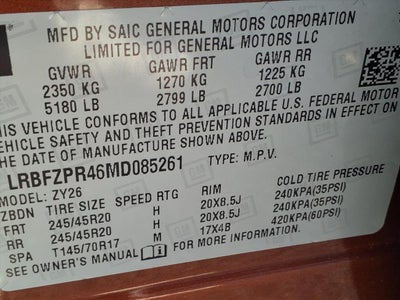 MFD BY SAIC GENERAL MOTORS CORPORATION
LIMITED FOR GENERAL MOTORS LLC
GVWR GAWR FRT GAWR RR
2350 KG 1270 KG 1225 KG
5180 LB 2799 LB 2700 LB
THIS VEHICLE CONFORMS TO ALL APPLICABLE U.S. FEDERAL MOTOR
VEHICLE SAFETY AND THEFT PREVENTION STANDARDS IN EFFECT ON
THE DATE OF MANUFACTURE SHOWN ABOVE.
LRBFZPR46MD085261 TYPE: M.P.V.
MODEL: ZY26
ZBDN TIRE SIZE SPEED RTG RIM COLD TIRE PRESSURE
FRT 245/45R20 H 20X8.5J 240KPA(35PSI)
RR 245/45R20 H 20X8.5J 240KPA(35PSI)
SPA T145/70R17 M 17X4B 420KPA(60PSI)
SEE OWNER'S MANUAL FOR MORE INFORMATION.